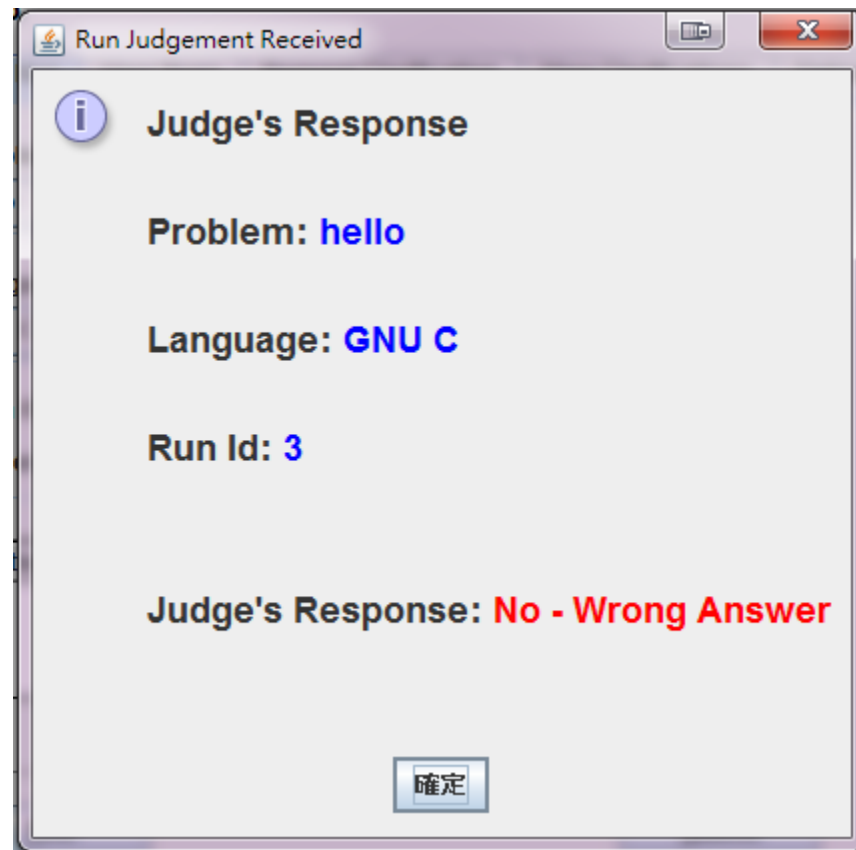 Run Judgement Received
Judge's Response
Problem: hello
Language: GNU C
Run Id: 3
Judge's Response: No - Wrong Answer
確定